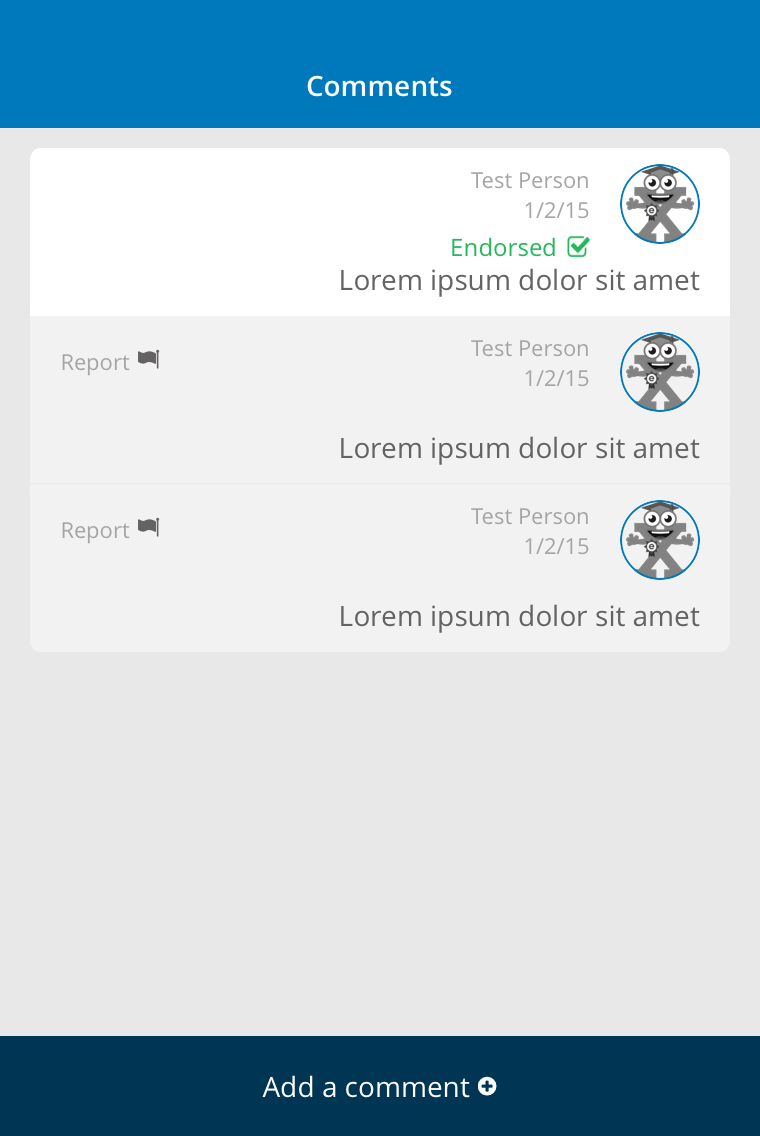 Comments
Test Person
1/2/15
Endorsed
Lorem ipsum dolor sit amet
Report
Test Person
1/2/15
Lorem ipsum dolor sit amet
Report
Test Person
1/2/15
Lorem ipsum dolor sit amet
Add a comment